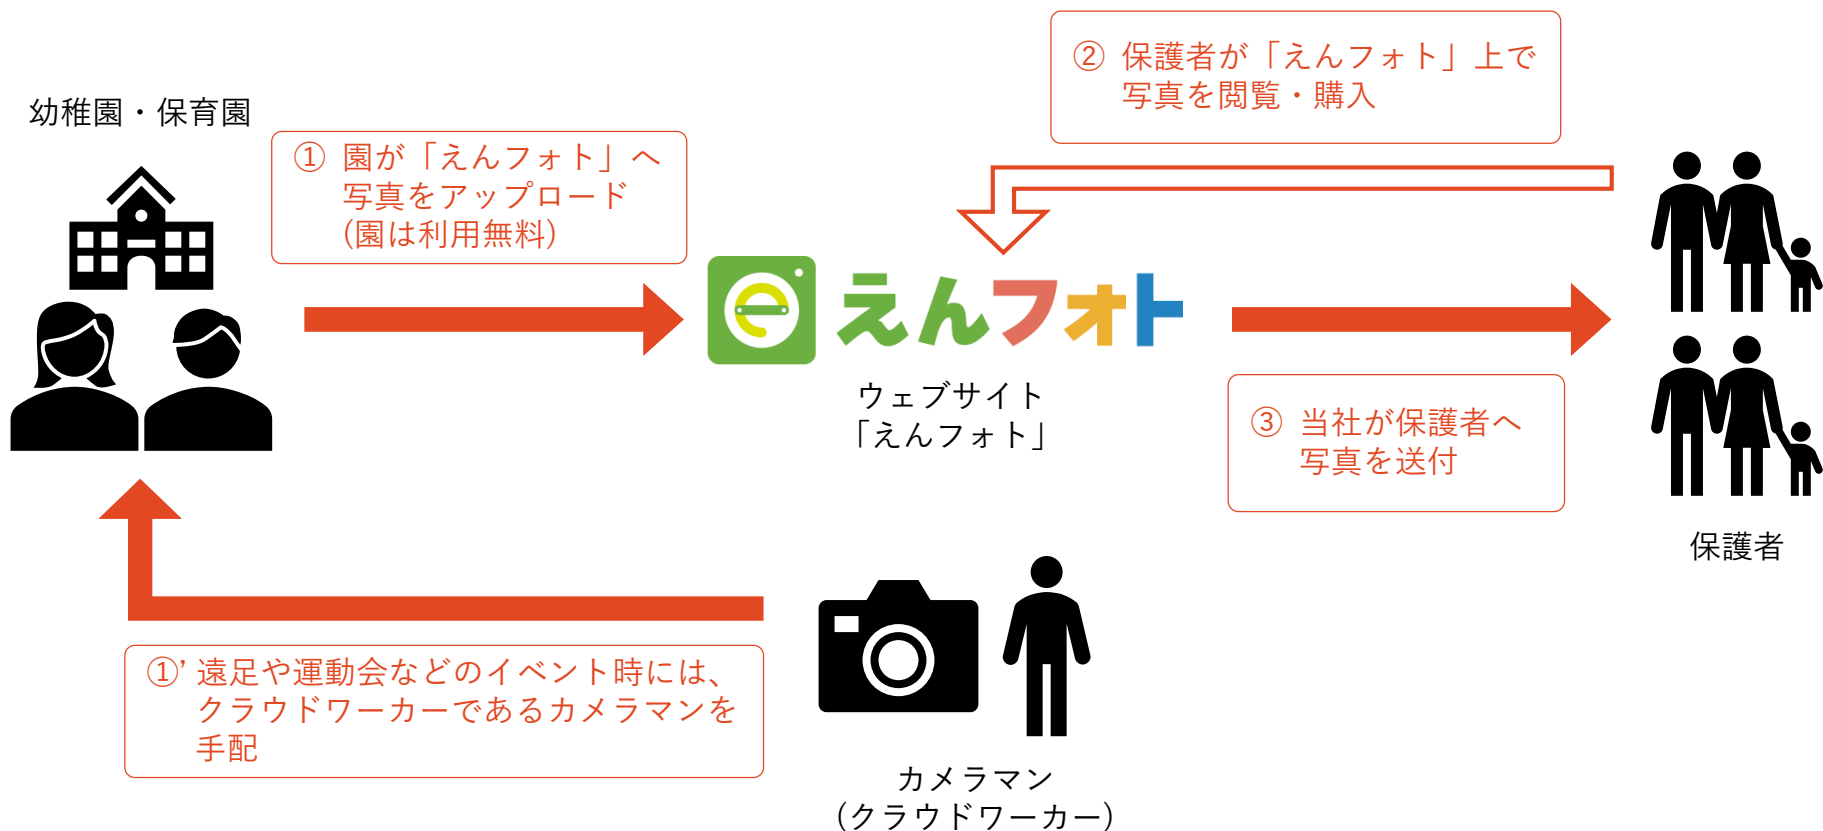 幼稚園・保育園
① 園が「えんフォト」へ
写真をアップロード
(園は利用無料)
② 保護者が「えんフォト」上で
写真を閲覧・購入
e えんフォト
ウェブサイト
「えんフォト」
③ 当社が保護者へ
写真を送付
保護者
①’ 遠足や運動会などのイベント時には、
クラウドワーカーであるカメラマンを
手配
カメラマン
(クラウドワーカー)